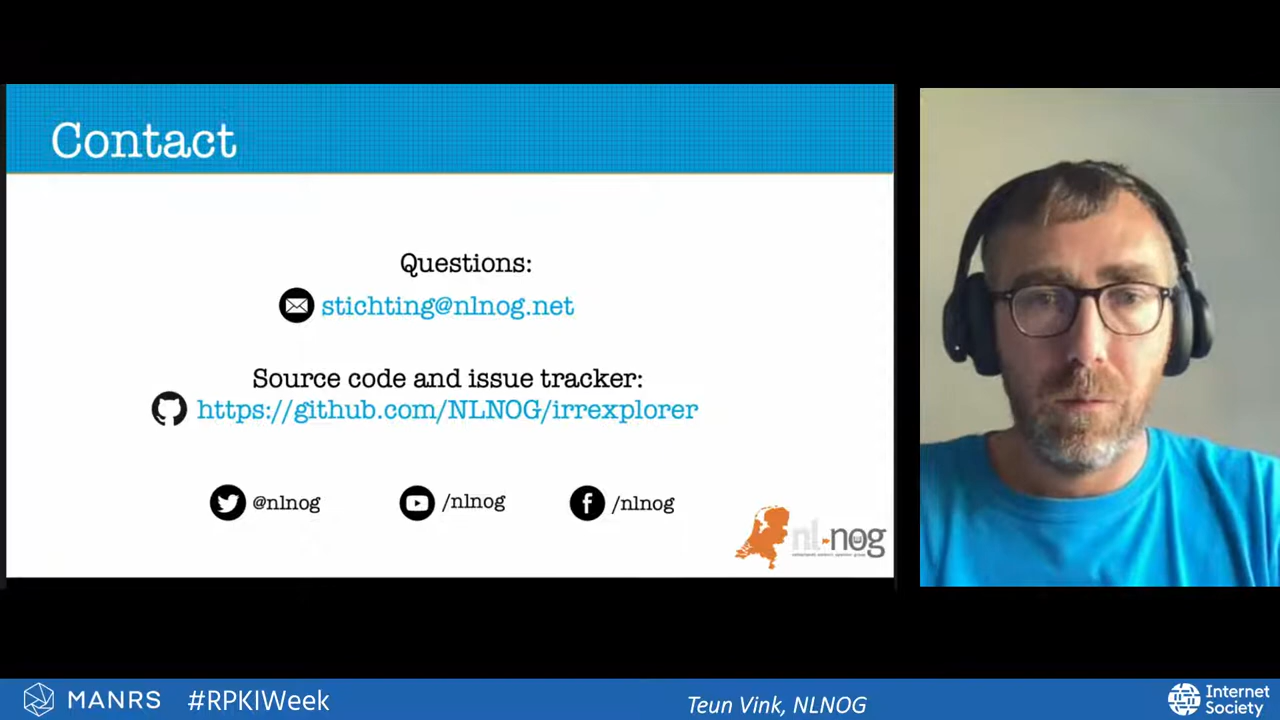 Contact
Questions:
stichting@nlnog.net
Source code and issue tracker:
https://github.com/NLNOG/irrexplorer
@nlnog
/nlnog
/nlnog
nl nog
MANRS
#RPKIWeek
Teun Vink, NLNOG
Internet
Society